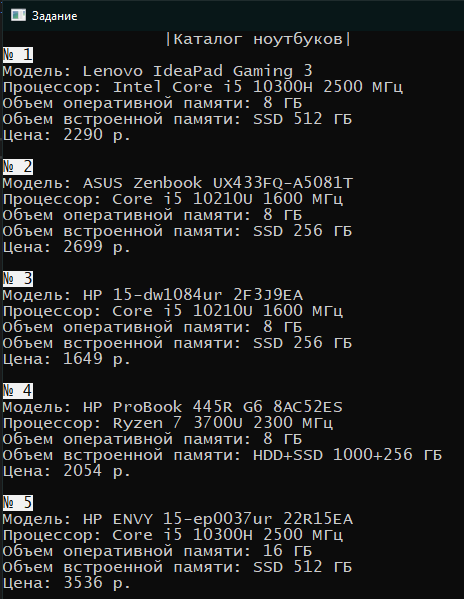 Задание
|Каталог ноутбуков|
№ 1
Модель: Lenovo IdeaPad Gaming 3
Процессор: Intel Core i5 10300H 2500 МГц
Объем оперативной памяти: 8 ГБ
Объем встроенной памяти: SSD 512 ГБ
Цена: 2290 р.
№ 2
Модель: ASUS Zenbook UX433FQ-A5081T
Процессор: Core i5 10210U 1600 МГц
Объем оперативной памяти: 8 ГБ
Объем встроенной памяти: SSD 256 ГБ
Цена: 2699 р.
№ 3
Модель: HP 15-dw1084ur 2F3J9EA
Процессор: Core i5 10210U 1600 МГц
Объем оперативной памяти: 8 ГБ
Объем встроенной памяти: SSD 256 ГБ
Цена: 1649 р.
№ 4
Модель: HP ProBook 445R G6 8AC52ES
Процессор: Ryzen 7 3700U 2300 МГц
Объем оперативной памяти: 8 ГБ
Объем встроенной памяти: HDD+SSD 1000+256 ГБ
Цена: 2054 р.
№ 5
Модель: HP ENVY 15-ep0037ur 22R15EA
Процессор: Core i5 10300H 2500 МГц
Объем оперативной памяти: 16 ГБ
Объем встроенной памяти: SSD 512 ГБ
Цена: 3536 р.